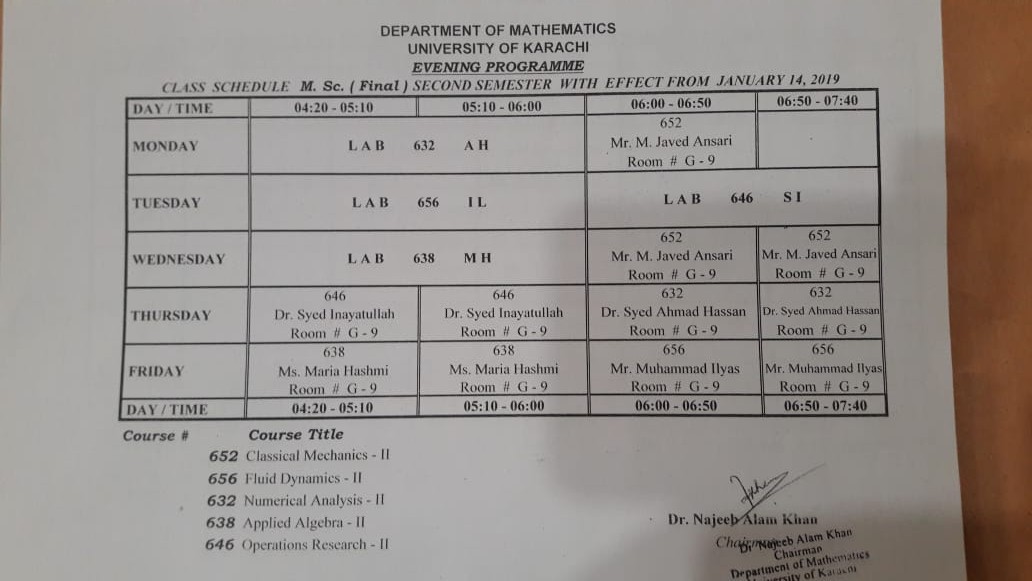 DEPARTMENT OF MATHEMATICS
UNIVERSITY OF KARACHI
EVENING PROGRAMME
CLASS SCHEDULE M. Sc. ( Final ) SECOND SEMESTER WITH EFFECT FROM JANUARY 14, 2019
DAY / TIME 04:20 - 05:10 05:10 - 06:00 06:00 - 06:50 06:50 - 07:40
MONDAY LAB 632 AH 652
Mr. M. Javed Ansari
Room # G - 9
TUESDAY LAB 656 IL LAB 646 SI
WEDNESDAY LAB 638 MH 652 652
Mr. M. Javed Ansari Mr. M. Javed Ansari
Room # G - 9 Room # G - 9
THURSDAY 646 646 632 632
Dr. Syed Inayatullah Dr. Syed Inayatullah Dr. Syed Ahmad Hassan Dr. Syed Ahmad Hassan
Room # G - 9 Room # G - 9 Room # G - 9 Room # G - 9
FRIDAY 638 638 656 656
Ms. Maria Hashmi Ms. Maria Hashmi Mr. Muhammad Ilyas Mr. Muhammad Ilyas
Room # G - 9 Room # G - 9 Room # G - 9 Room # G - 9
DAY / TIME 04:20 - 05:10 05:10 - 06:00 06:00 - 06:50 06:50 - 07:40
Course # Course Title
652 Classical Mechanics - II
656 Fluid Dynamics - II
632 Numerical Analysis - II
638 Applied Algebra - II
646 Operations Research - II
Dr. Najeeb Alam Khan
Chairman
Dr. Najeeb Alam Khan
Chairman
Department of Mathematics
University of Karachi